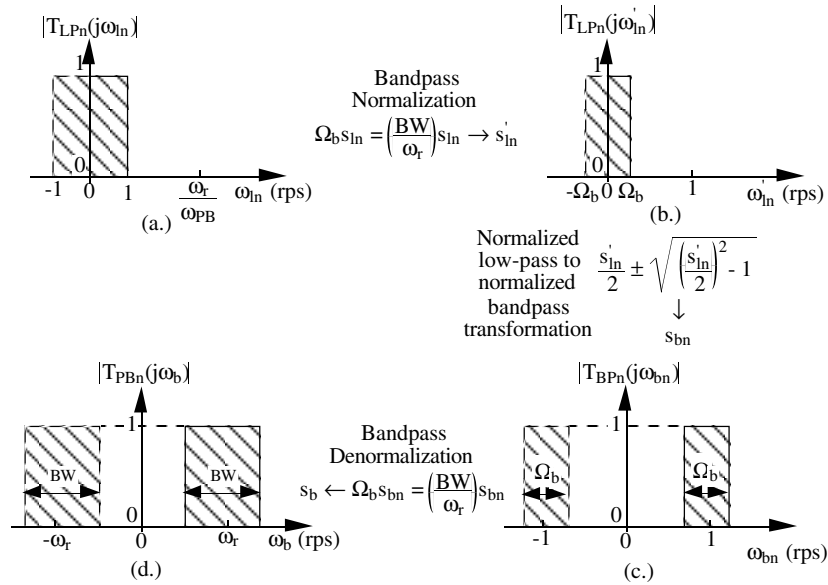 |T_LPn(jω_ln)|
1
0
-1 0 1 ω_r/ω_PB ω_ln (rps)
(a.)
Bandpass
Normalization
Ω_b s_ln = (BW/ω_r) s_ln → s'_ln
|T_LPn(jω'_ln)|
1
0
-Ω_b 0 Ω_b 1 ω'_ln (rps)
(b.)
Normalized
low-pass to
normalized
bandpass
transformation
s'_ln/2 ± √((s'_ln/2)² - 1)
↓
s_bn
|T_PBn(jω_b)|
1
BW BW
0
-ω_r 0 ω_r ω_b (rps)
(d.)
Bandpass
Denormalization
s_b ← Ω_b s_bn = (BW/ω_r) s_bn
|T_BPn(jω_bn)|
1
Ω_b Ω_b
0
-1 0 1 ω_bn (rps)
(c.)